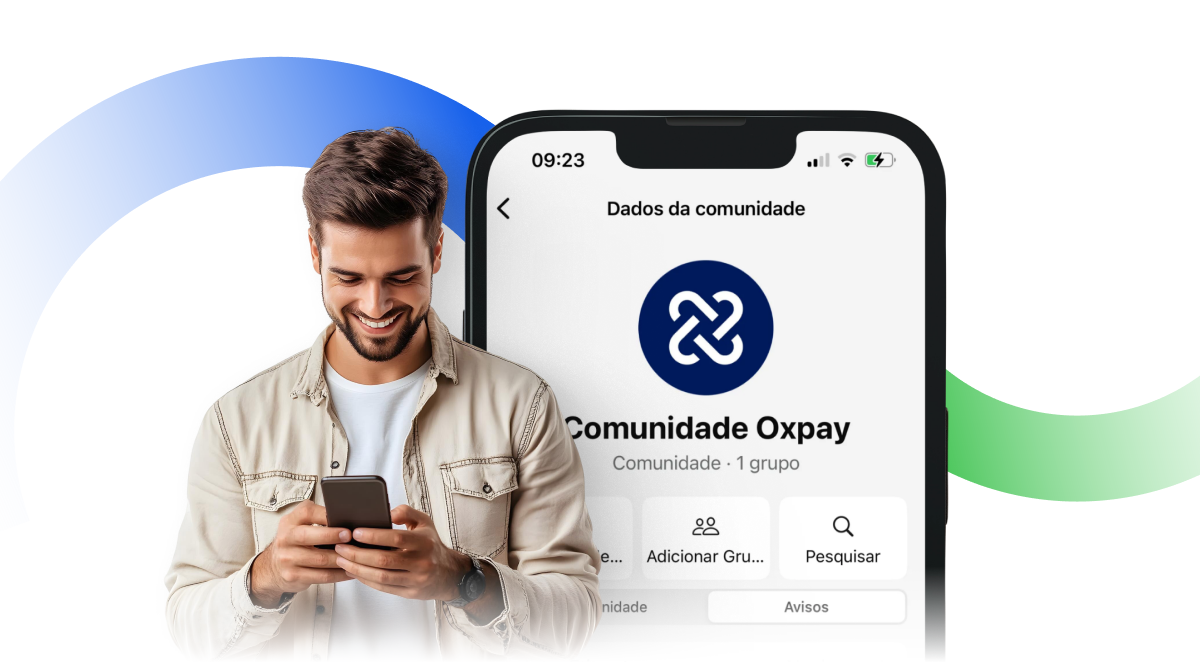 09:23
Dados da comunidade
Comunidade Oxpay
Comunidade · 1 grupo
Adicionar Gru...
Pesquisar
Avisos